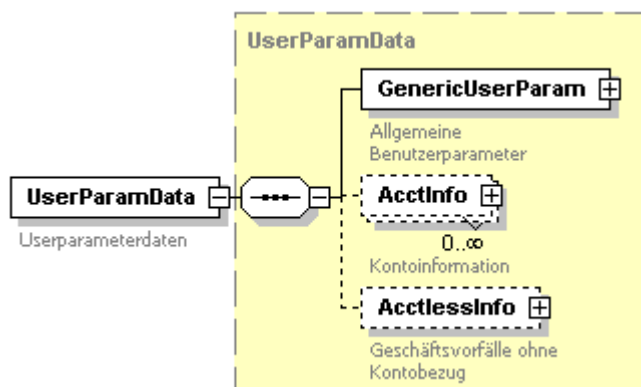 UserParamData
GenericUserParam
Allgemeine
Benutzerparameter
UserParamData
Userparameterdaten
AcctInfo
0..∞
Kontoinformation
AcctlessInfo
Geschäftsvorfälle ohne
Kontobezug